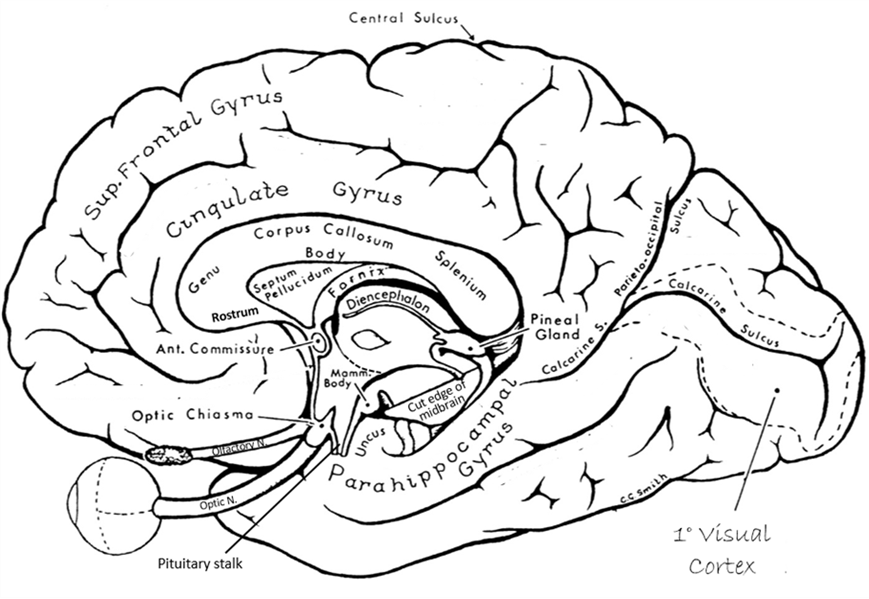 Central Sulcus
Sup. Frontal Gyrus
Cingulate Gyrus
Corpus Callosum
Body
Genu
Septum
Pellucidum
Fornix
Splenium
Diencephalon
Rostrum
Parieto-occipital
Sulcus
Calcarine
Sulcus
Pineal
Gland
Calcarine S.
Ant. Commissure
Mamm.
Body
Cut edge of
midbrain
Optic Chiasma
Uncus
Parahippocampal
Gyrus
Olfactory N.
Optic N.
Pituitary stalk
C.C. Smith
1° Visual
Cortex